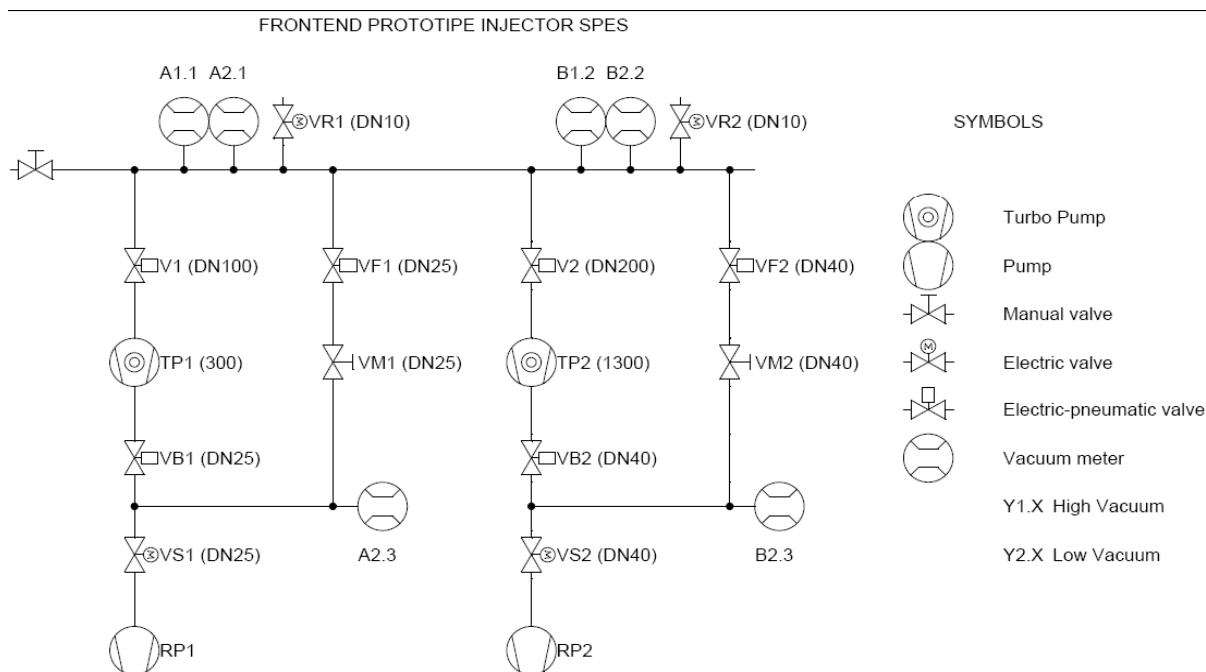 FRONTEND PROTOTIPE INJECTOR SPES
A1.1 A2.1
B1.2 B2.2
VR1 (DN10)
VR2 (DN10)
SYMBOLS
V1 (DN100)
VF1 (DN25)
V2 (DN200)
VF2 (DN40)
TP1 (300)
VM1 (DN25)
TP2 (1300)
VM2 (DN40)
VB1 (DN25)
VB2 (DN40)
A2.3
B2.3
VS1 (DN25)
VS2 (DN40)
RP1
RP2
Turbo Pump
Pump
Manual valve
M
Electric valve
Electric-pneumatic valve
Vacuum meter
Y1.X High Vacuum
Y2.X Low Vacuum